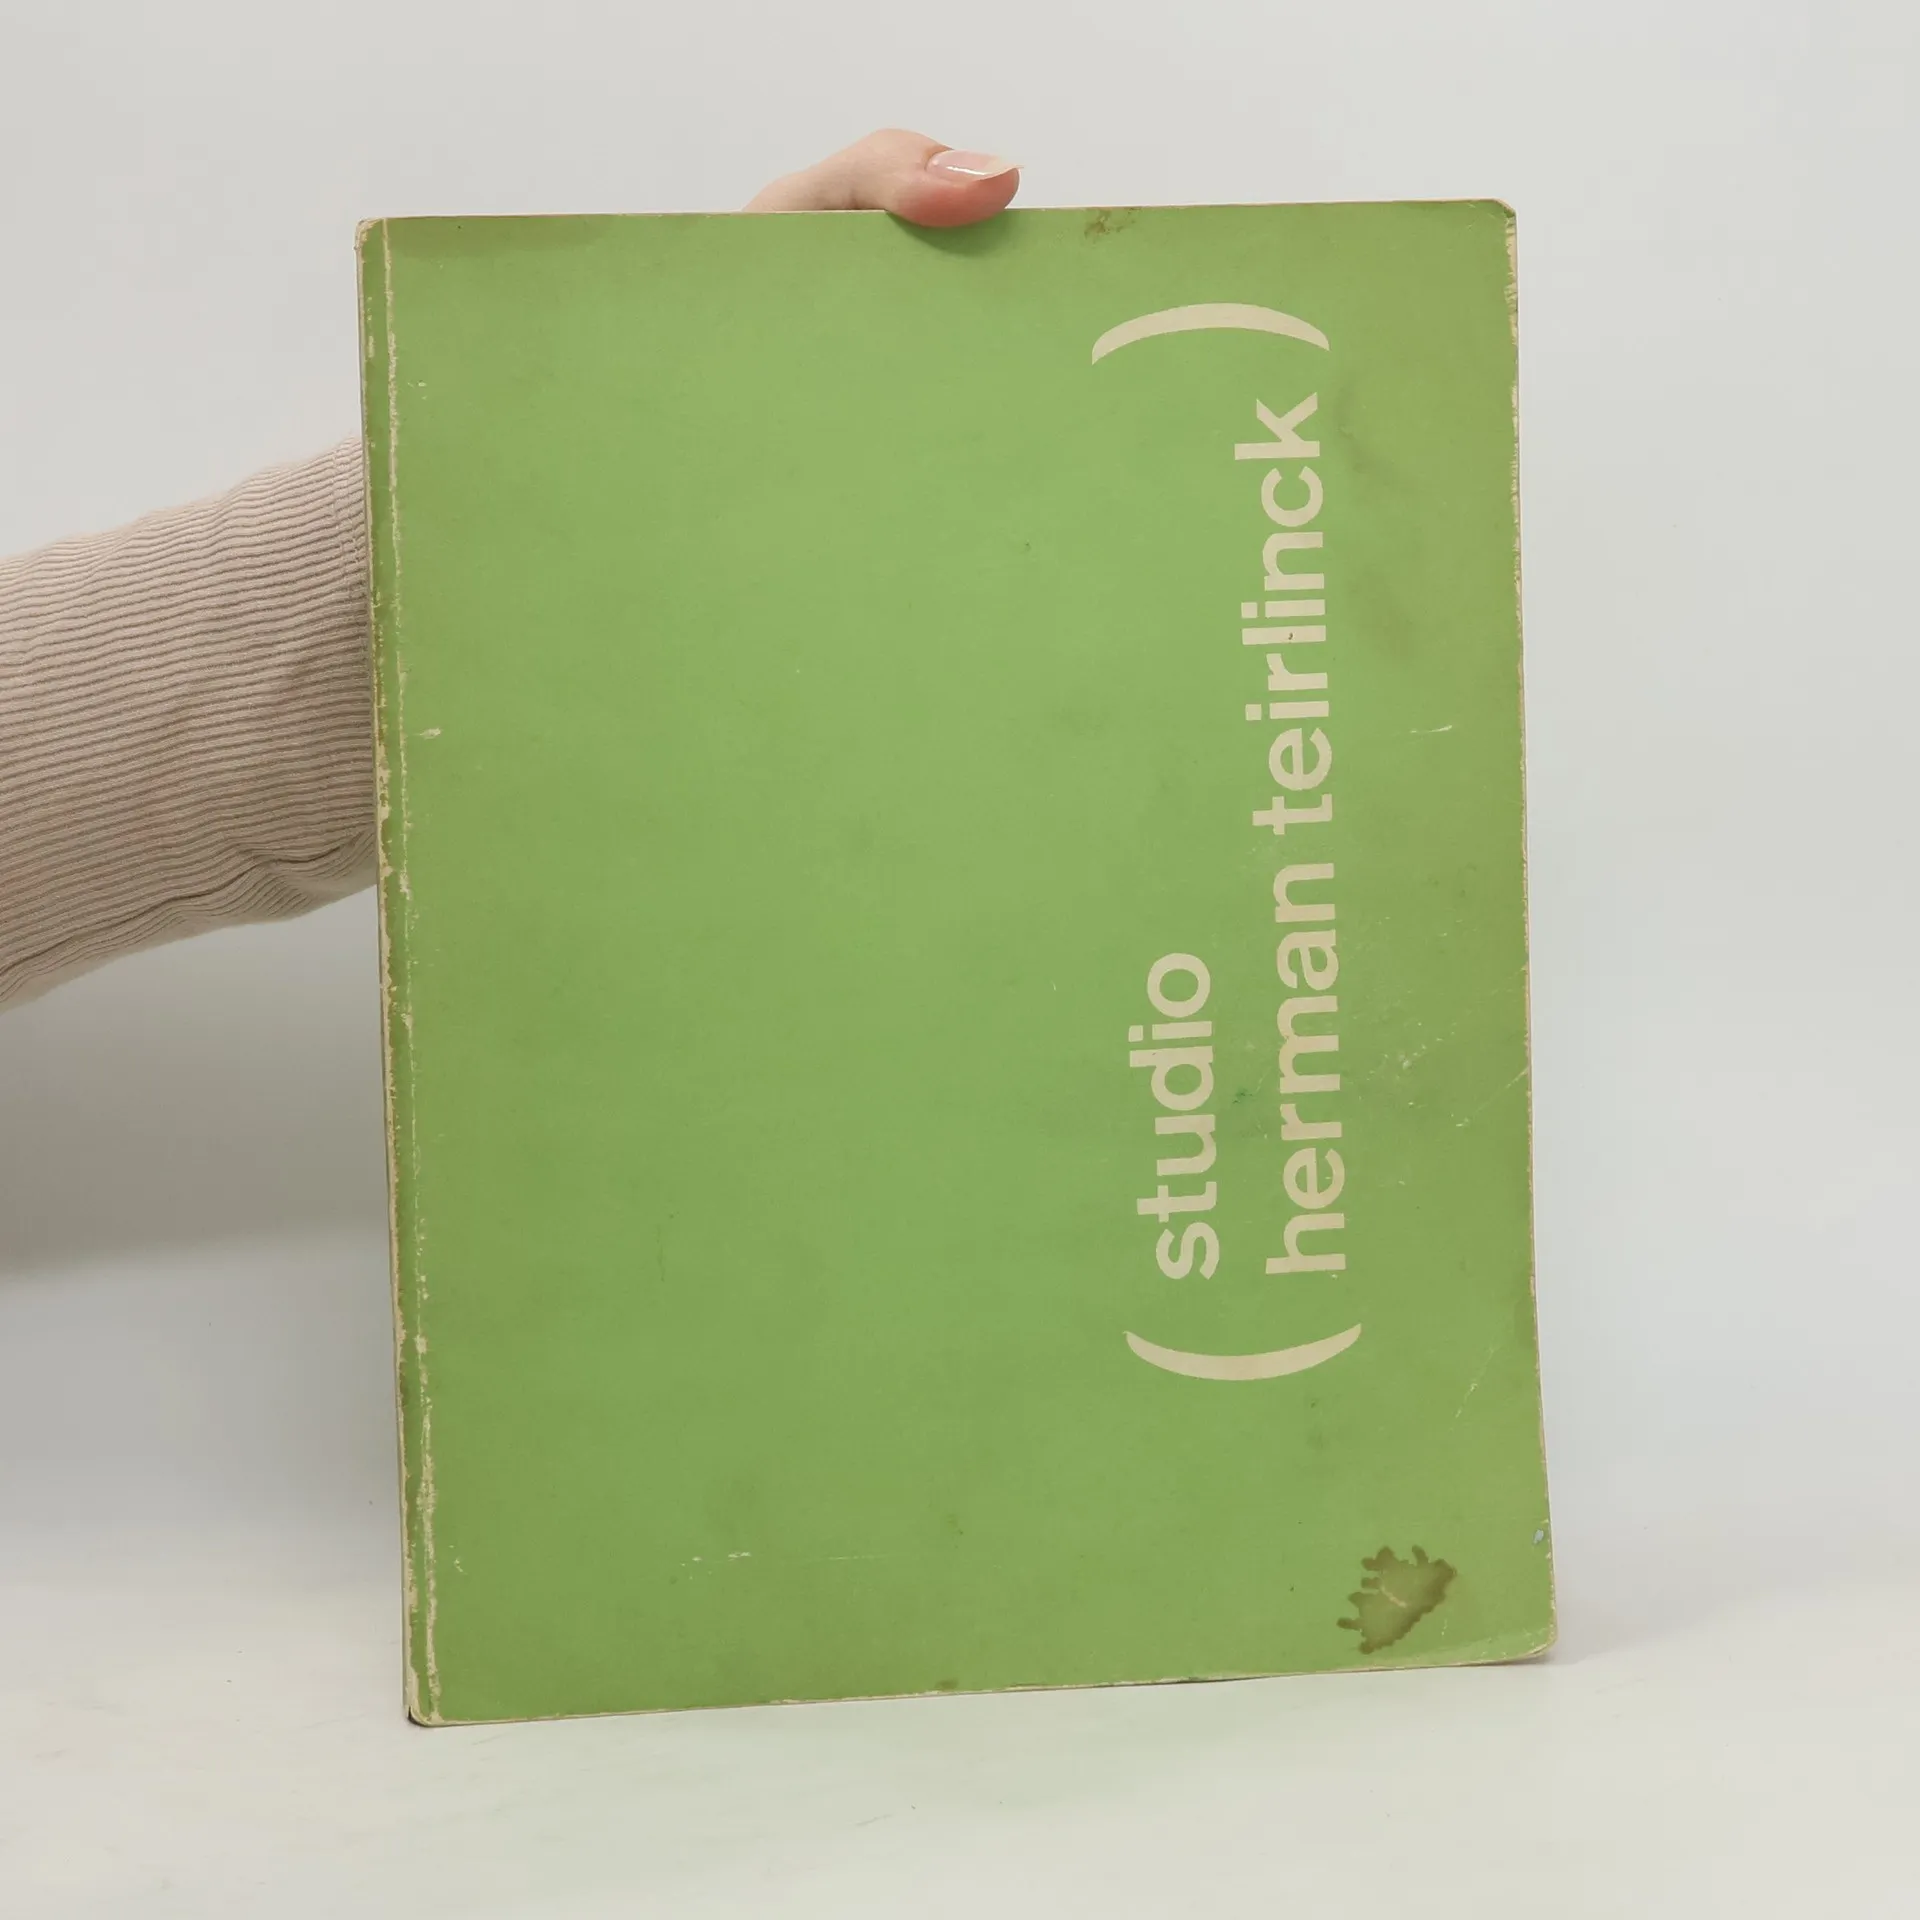 ( studio
herman teirlinck )